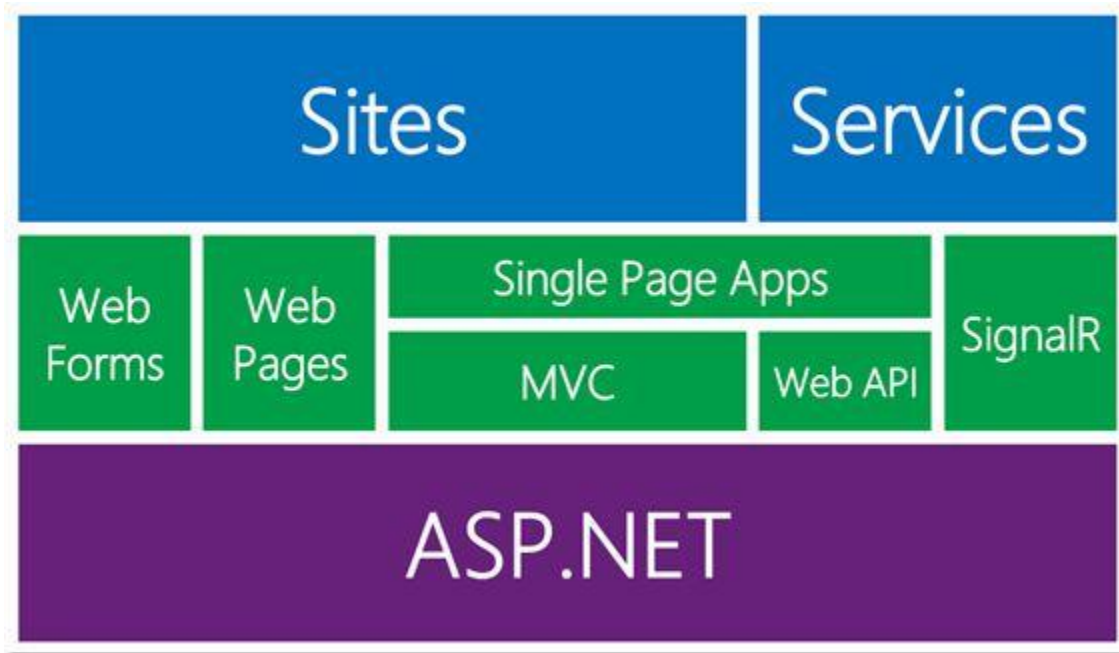 Sites
Services
Web
Forms
Web
Pages
Single Page Apps
MVC
Web API
SignalR
ASP.NET